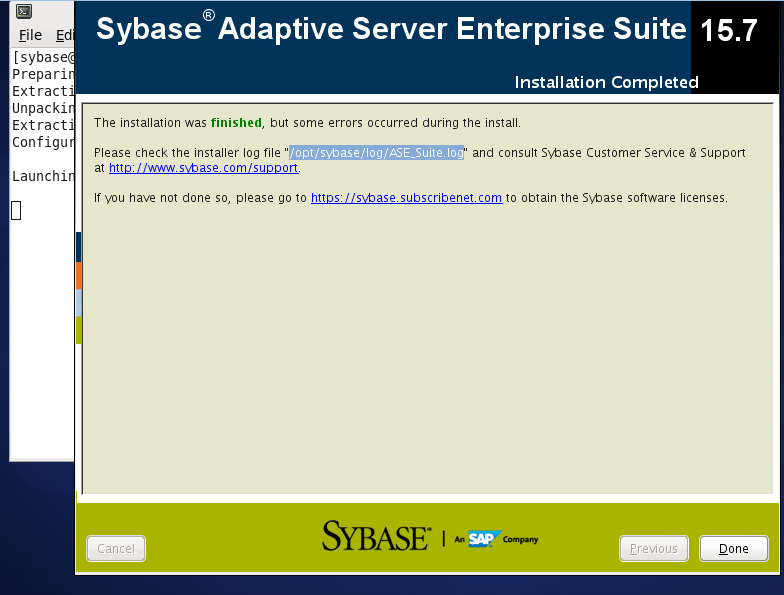 Sybase® Adaptive Server Enterprise Suite 15.7
Installation Completed
File Edi
[sybase@
Preparin
Extracti
Unpackin
Extracti
Configur
Launchin
The installation was finished, but some errors occurred during the install.
Please check the installer log file "/opt/sybase/log/ASE_Suite.log" and consult Sybase Customer Service & Support
at http://www.sybase.com/support.
If you have not done so, please go to https://sybase.subscribenet.com to obtain the Sybase software licenses.
Cancel
SYBASE™ | An SAP Company
Previous
Done